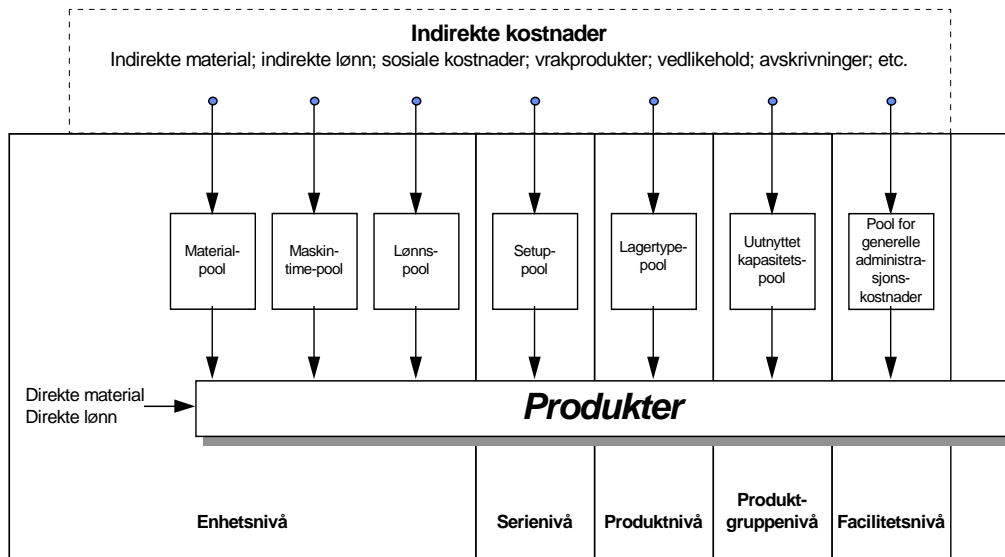 Indirekte kostnader
Indirekte material; indirekte lønn; sosiale kostnader; vrakprodukter; vedlikehold; avskrivninger; etc.
Material-
pool
Maskin-
time-pool
Lønns-
pool
Setup-
pool
Lagertype-
pool
Uutnyttet
kapasitets-
pool
Pool for
generelle
administra-
sjons-
kostnader
Direkte material
Direkte lønn
Produkter
Enhetsnivå
Serienivå
Produktnivå
Produkt-
gruppenivå
Facilitetsnivå